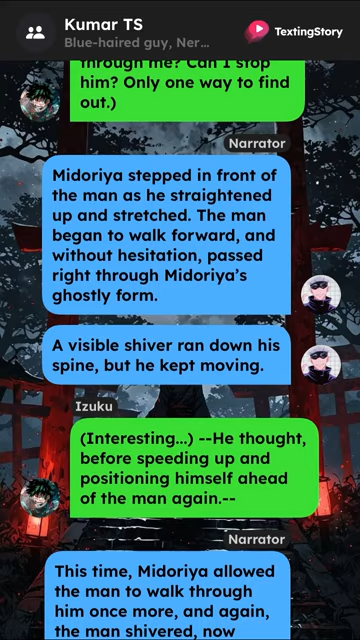 Kumar TS
Blue-haired guy, Ner...
TextingStory
through me? Can I stop
him? Only one way to find
out.)
Narrator
Midoriya stepped in front of
the man as he straightened
up and stretched. The man
began to walk forward, and
without hesitation, passed
right through Midoriya’s
ghostly form.
A visible shiver ran down his
spine, but he kept moving.
Izuku
(Interesting...) --He thought,
before speeding up and
positioning himself ahead
of the man again.--
Narrator
This time, Midoriya allowed
the man to walk through
him once more, and again,
the man shivered, now